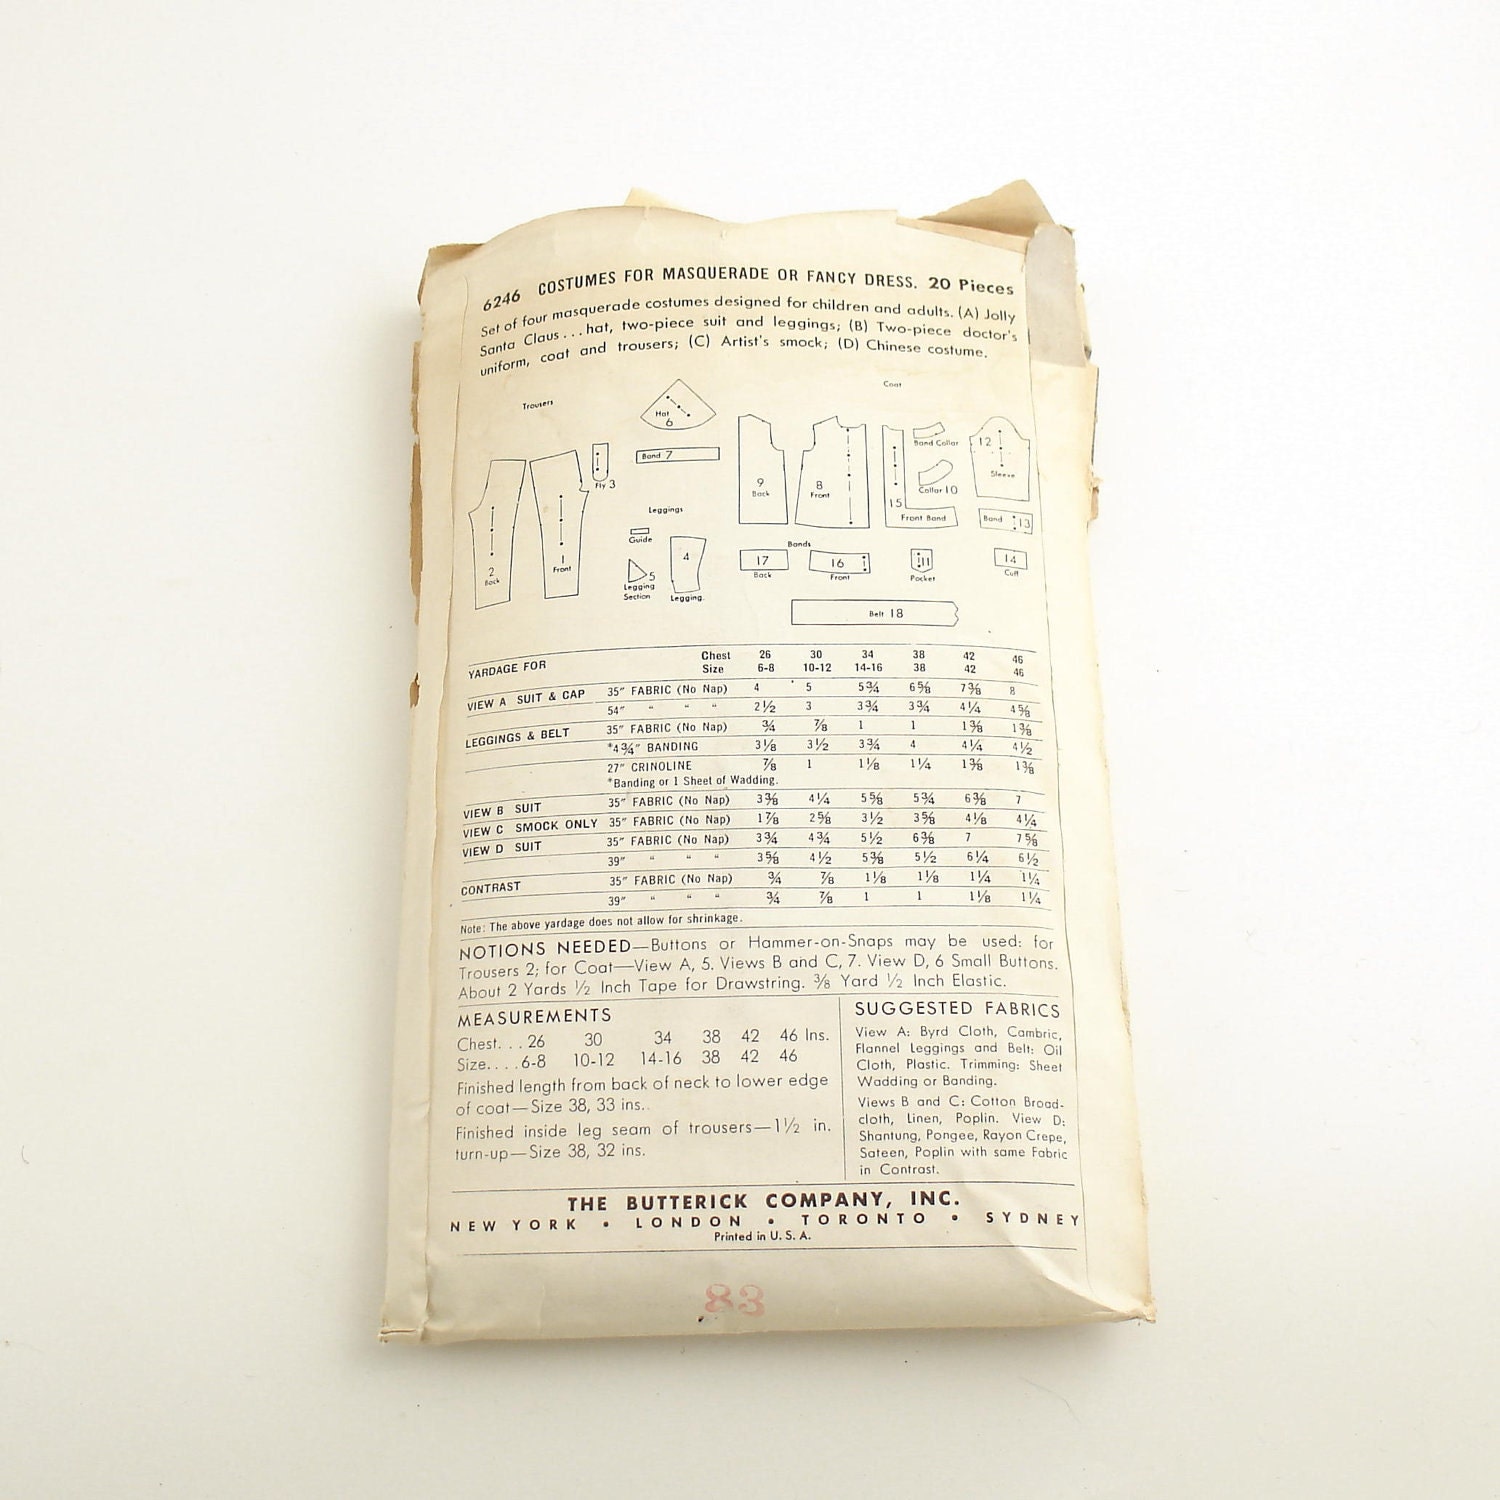 6246 COSTUMES FOR MASQUERADE OR FANCY DRESS. 20 Pieces
Set of four masquerade costumes designed for children and adults. (A) Jolly
Santa Claus...hat, two-piece suit and leggings; (B) Two-piece doctor's
uniform, coat and trousers; (C) Artist's smock; (D) Chinese costume.
Trousers
Coat
Hat
6
Band 7
Fly 3
2
Back
1
Front
Leggings
Guide
5
Legging
Section
4
Legging.
9
Back
8
Front
15
Front Band
Band Collar
Collar 10
12
Sleeve
Band 13
Bands
17
Back
16
Front
11
Pocket
14
Cuff
Belt 18
YARDAGE FOR Chest 26 30 34 38 42 46
Size 6-8 10-12 14-16 38 42 46
VIEW A SUIT & CAP 35" FABRIC (No Nap) 4 5 5¾ 6⅝ 7⅜ 8
54" " " " 2½ 3 3¾ 3¾ 4¼ 4⅝
LEGGINGS & BELT 35" FABRIC (No Nap) ¾ ⅞ 1 1 1⅜ 1⅜
*4¾" BANDING 3⅛ 3½ 3¾ 4 4¼ 4½
27" CRINOLINE ⅞ 1 1⅛ 1¼ 1⅜ 1⅜
*Banding or 1 Sheet of Wadding.
VIEW B SUIT 35" FABRIC (No Nap) 3⅜ 4¼ 5⅝ 5¾ 6⅜ 7
VIEW C SMOCK ONLY 35" FABRIC (No Nap) 1⅞ 2⅝ 3½ 3⅝ 4⅛ 4¼
VIEW D SUIT 35" FABRIC (No Nap) 3¾ 4¾ 5½ 6⅜ 7 7⅝
39" " " " 3⅝ 4½ 5⅜ 5½ 6¼ 6½
CONTRAST 35" FABRIC (No Nap) ¾ ⅞ 1⅛ 1⅛ 1¼ 1¼
39" " " " ¾ ⅞ 1 1 1⅛ 1¼
Note: The above yardage does not allow for shrinkage.
NOTIONS NEEDED—Buttons or Hammer-on-Snaps may be used: for
Trousers 2; for Coat—View A, 5. Views B and C, 7. View D, 6 Small Buttons.
About 2 Yards ½ Inch Tape for Drawstring. ⅜ Yard ½ Inch Elastic.
MEASUREMENTS
Chest...26 30 34 38 42 46 Ins.
Size....6-8 10-12 14-16 38 42 46
Finished length from back of neck to lower edge
of coat—Size 38, 33 ins..
Finished inside leg seam of trousers—1½ in.
turn-up—Size 38, 32 ins.
SUGGESTED FABRICS
View A: Byrd Cloth, Cambric,
Flannel Leggings and Belt: Oil
Cloth, Plastic. Trimming: Sheet
Wadding or Banding.
Views B and C: Cotton Broad-
cloth, Linen, Poplin. View D:
Shantung, Pongee, Rayon Crepe,
Sateen, Poplin with same Fabric
in Contrast.
THE BUTTERICK COMPANY, INC.
NEW YORK • LONDON • TORONTO • SYDNEY
Printed in U. S. A.
83